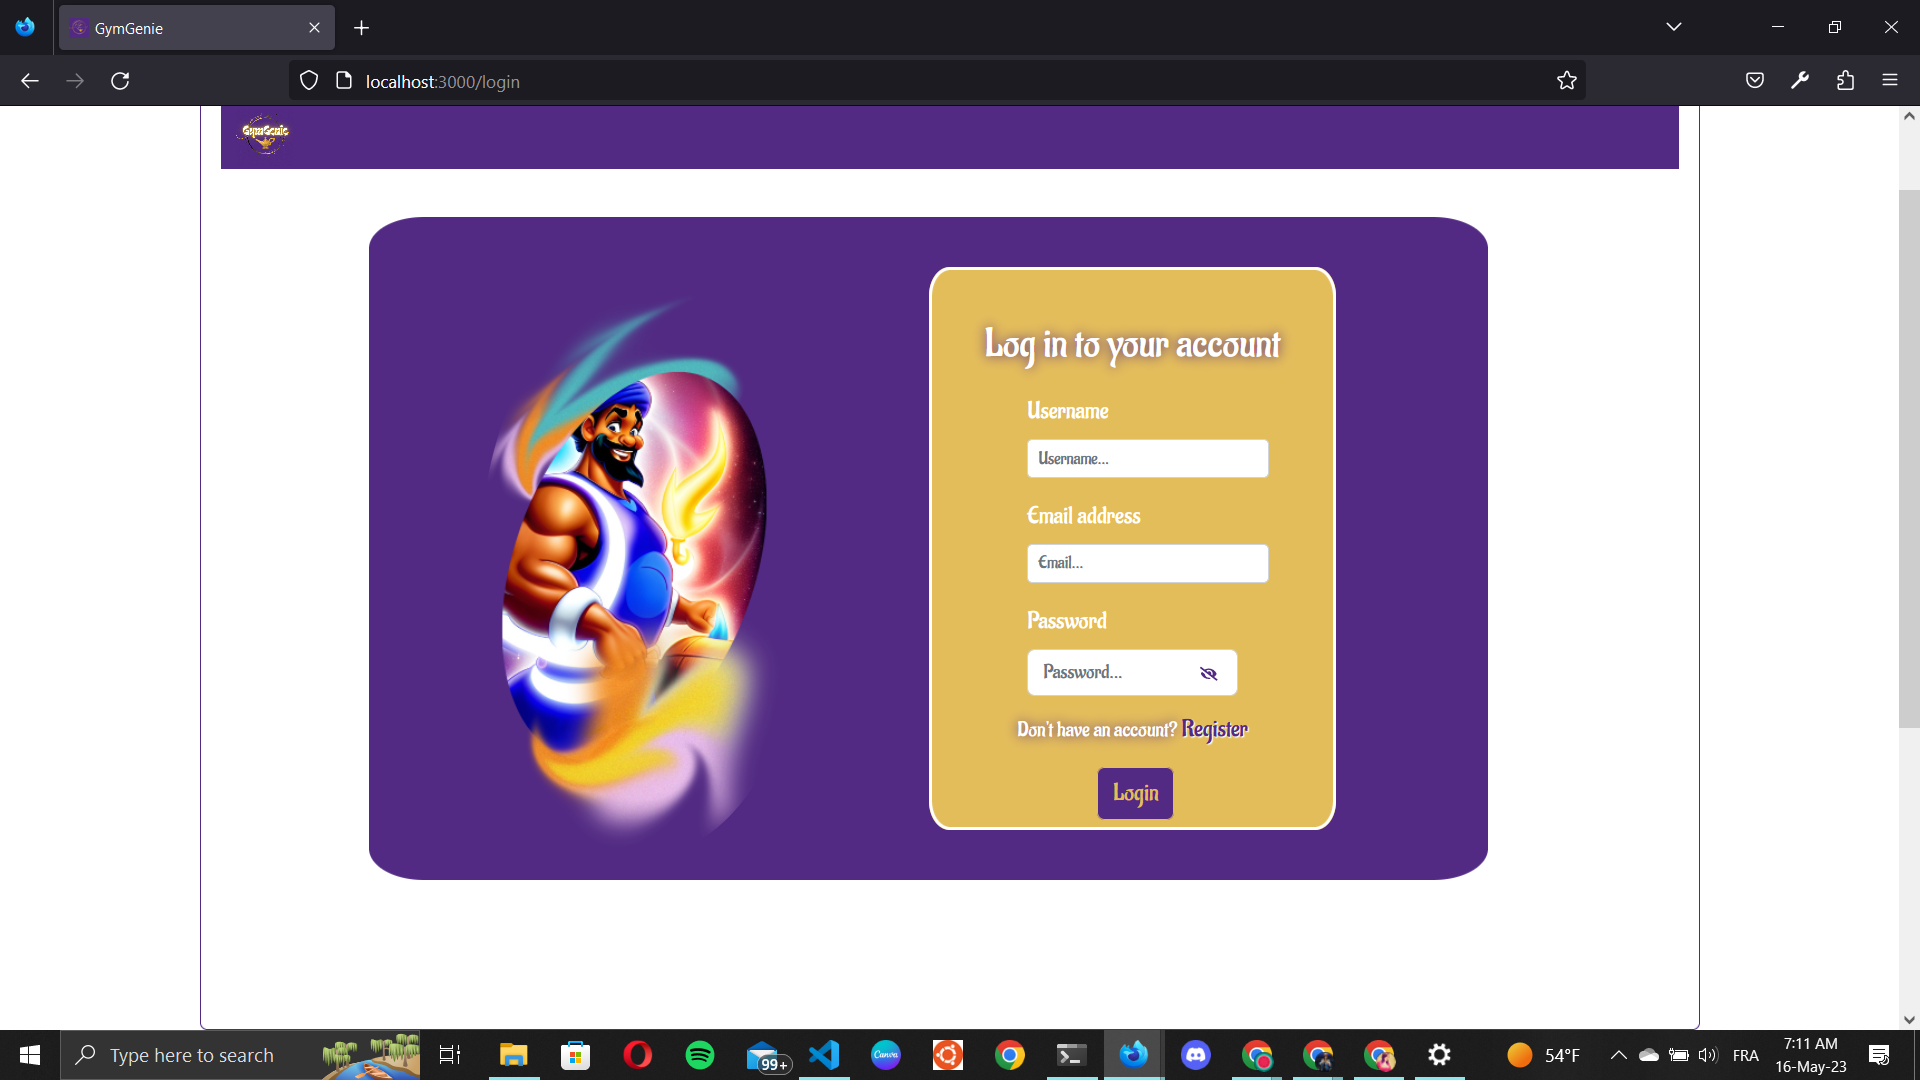 GymGenie
localhost:3000/login
GymGenie
Log in to your account
Username
Username...
Email address
Email...
Password
Password...
Don't have an account? Register
Login
Type here to search
99+
Canva
54°F
FRA
7:11 AM
16-May-23